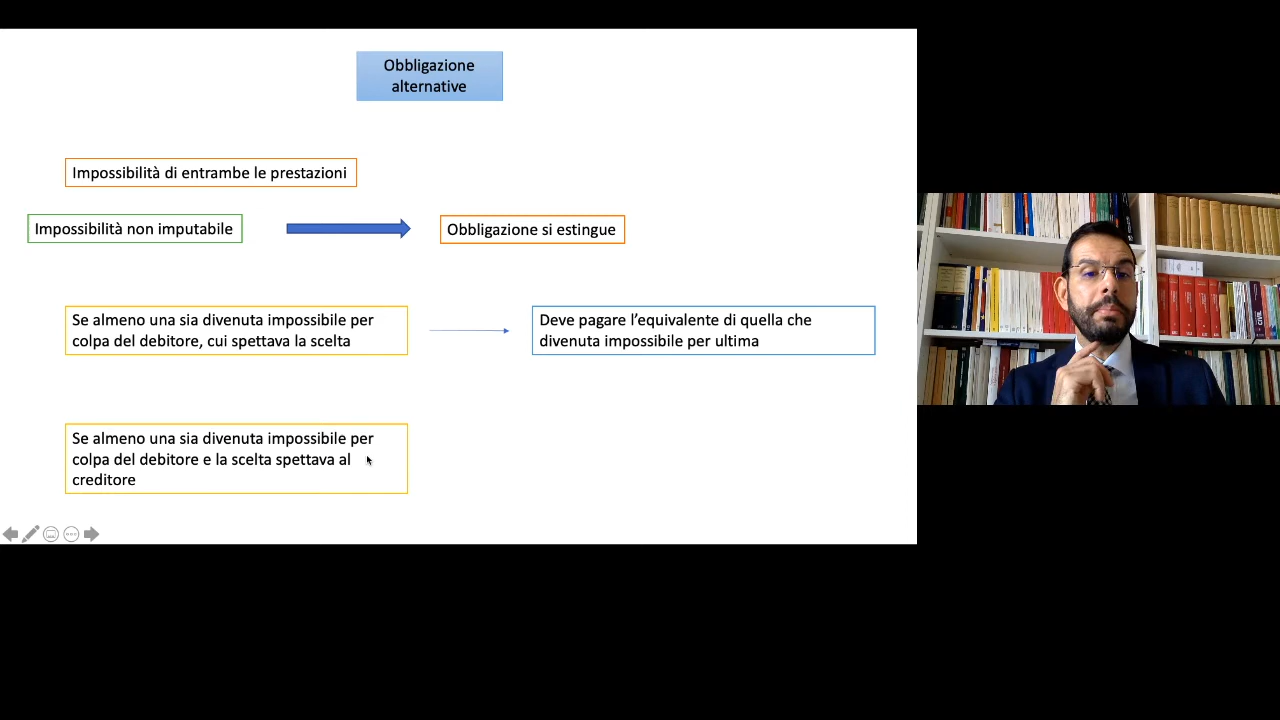 Obbligazione
alternative
Impossibilità di entrambe le prestazioni
Impossibilità non imputabile
Obbligazione si estingue
Se almeno una sia divenuta impossibile per
colpa del debitore, cui spettava la scelta
Deve pagare l’equivalente di quella che
divenuta impossibile per ultima
Se almeno una sia divenuta impossibile per
colpa del debitore e la scelta spettava al
creditore